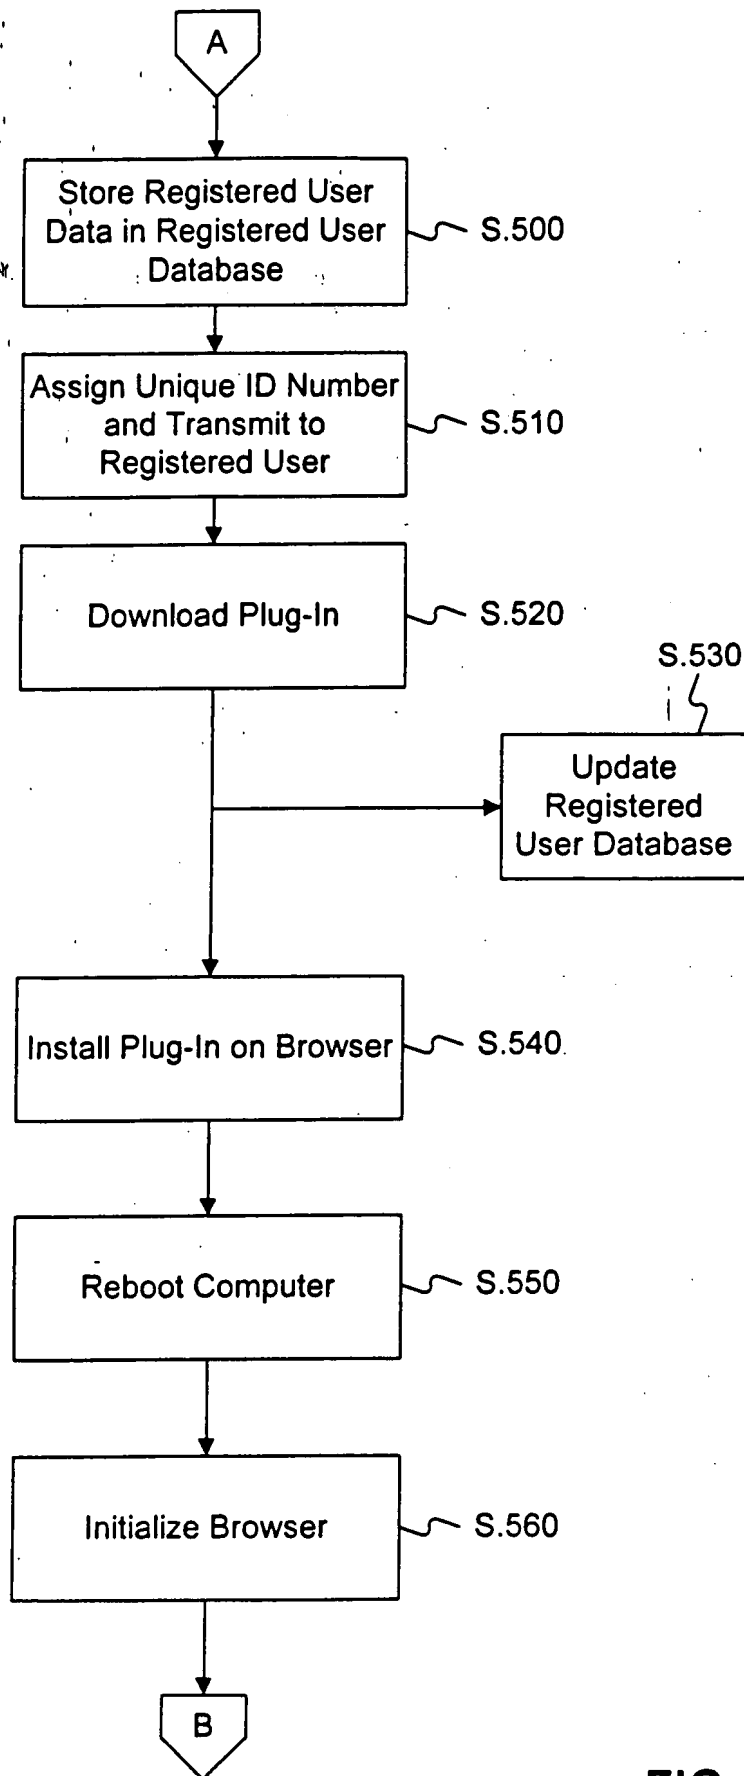 A
Store Registered User
Data in Registered User
Database
S.500
Assign Unique ID Number
and Transmit to
Registered User
S.510
Download Plug-In
S.520
S.530
Update
Registered
User Database
Install Plug-In on Browser
S.540
Reboot Computer
S.550
Initialize Browser
S.560
B